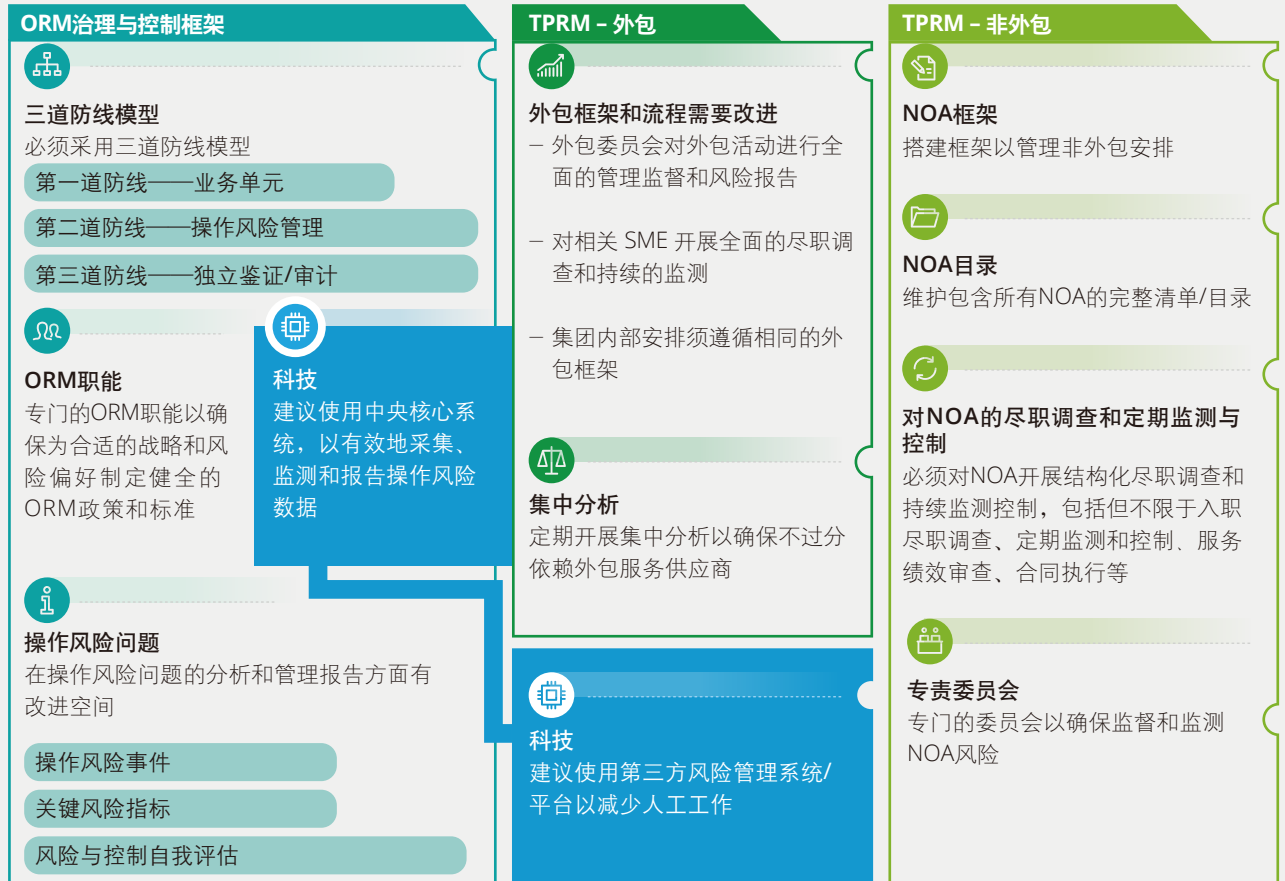 ORM治理与控制框架
三道防线模型
必须采用三道防线模型
第一道防线——业务单元
第二道防线——操作风险管理
第三道防线——独立鉴证/审计
ORM职能
专门的ORM职能以确
保为合适的战略和风
险偏好制定健全的
ORM政策和标准
科技
建议使用中央核心系
统，以有效地采集、
监测和报告操作风险
数据
操作风险问题
在操作风险问题的分析和管理报告方面有
改进空间
操作风险事件
关键风险指标
风险与控制自我评估
TPRM – 外包
外包框架和流程需要改进
– 外包委员会对外包活动进行全
面的管理监督和风险报告
– 对相关 SME 开展全面的尽职调
查和持续的监测
– 集团内部安排须遵循相同的外
包框架
集中分析
定期开展集中分析以确保不过分
依赖外包服务供应商
科技
建议使用第三方风险管理系统/
平台以减少人工工作
TPRM – 非外包
NOA框架
搭建框架以管理非外包安排
NOA目录
维护包含所有NOA的完整清单/目录
对NOA的尽职调查和定期监测与
控制
必须对NOA开展结构化尽职调查和
持续监测控制，包括但不限于入职
尽职调查、定期监测和控制、服务
绩效审查、合同执行等
专责委员会
专门的委员会以确保监督和监测
NOA风险